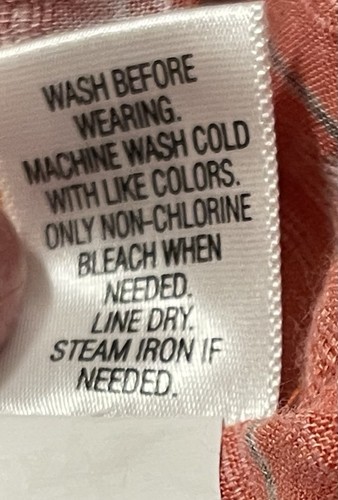 WASH BEFORE
WEARING.
MACHINE WASH COLD
WITH LIKE COLORS.
ONLY NON-CHLORINE
BLEACH WHEN
NEEDED.
LINE DRY.
STEAM IRON IF
NEEDED.